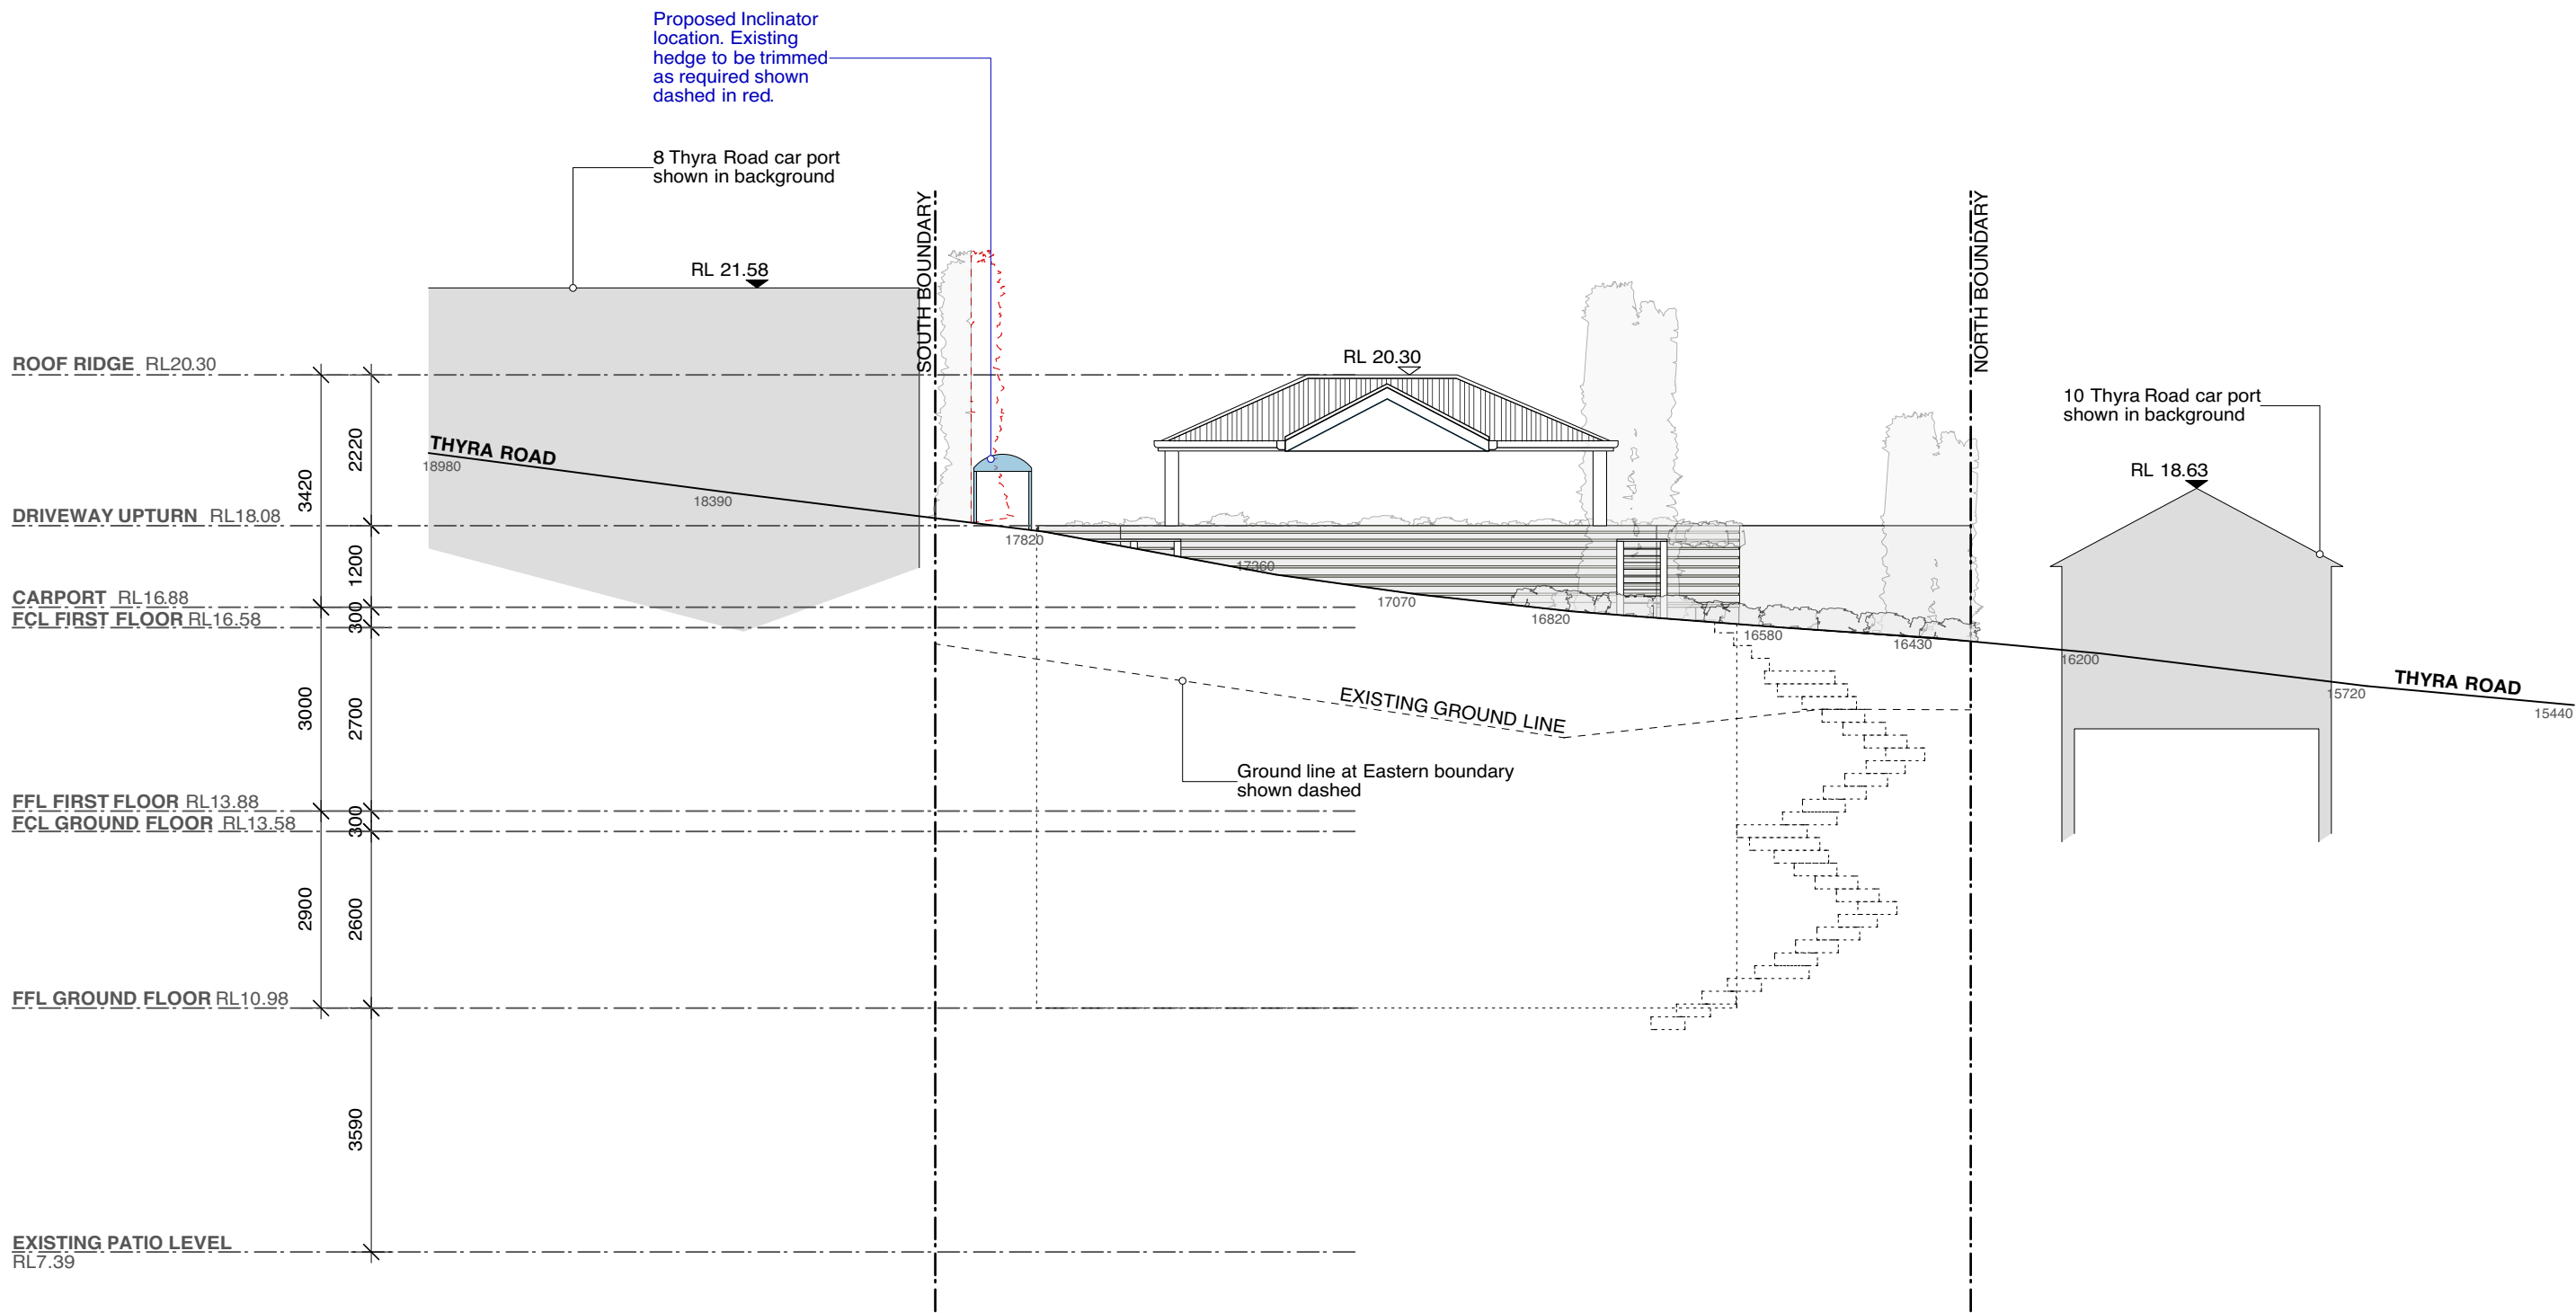 Proposed Inclinator
location. Existing
hedge to be trimmed
as required shown
dashed in red.
8 Thyra Road car port
shown in background
SOUTH BOUNDARY
NORTH BOUNDARY
RL 21.58
ROOF RIDGE RL20.30
RL 20.30
10 Thyra Road car port
shown in background
THYRA ROAD
18980
2220
3420
RL 18.63
18390
DRIVEWAY UPTURN RL18.08
17820
1200
17360
CARPORT RL16.88
17070
300
FCL FIRST FLOOR RL16.58
16820
16580
16430
16200
THYRA ROAD
15720
15440
3000
2700
EXISTING GROUND LINE
Ground line at Eastern boundary
shown dashed
FFL FIRST FLOOR RL13.88
300
FCL GROUND FLOOR RL13.58
2900
2600
FFL GROUND FLOOR RL10.98
3590
EXISTING PATIO LEVEL
RL7.39